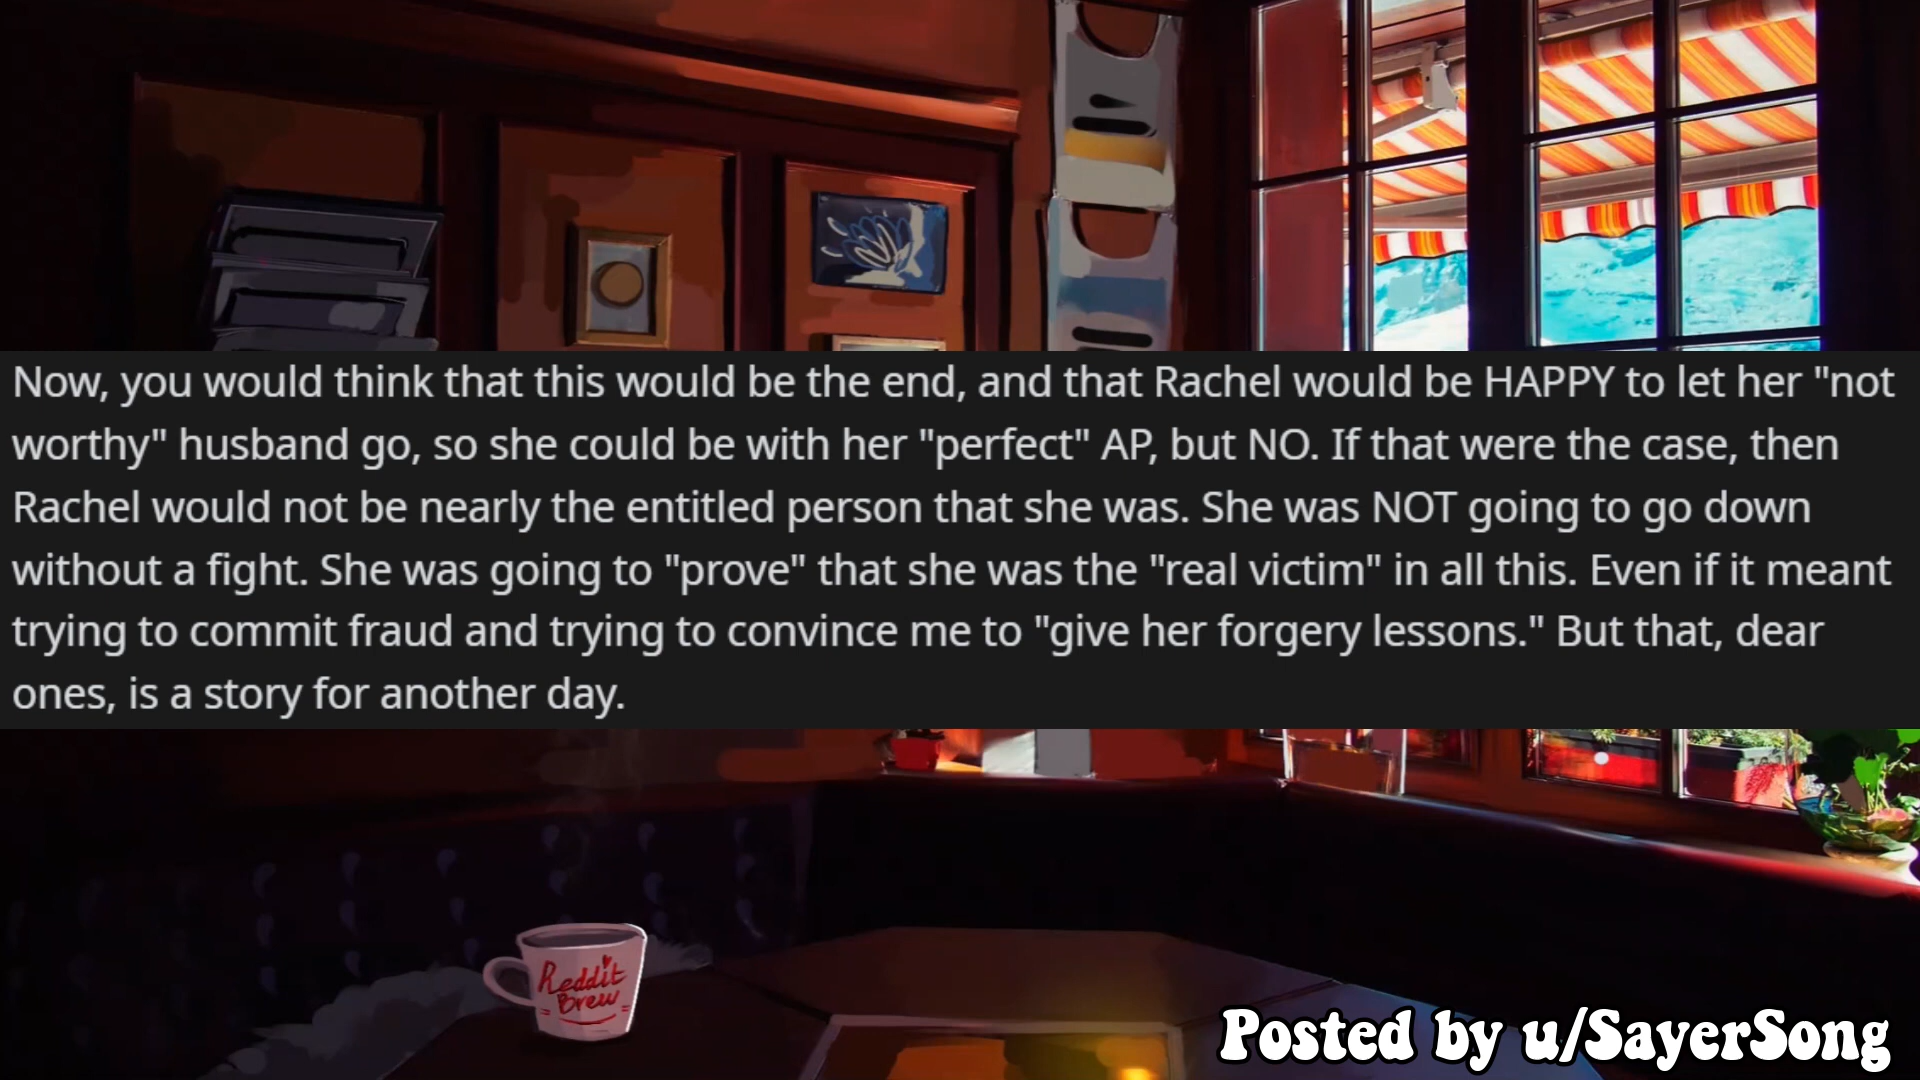 Now, you would think that this would be the end, and that Rachel would be HAPPY to let her "not
worthy" husband go, so she could be with her "perfect" AP, but NO. If that were the case, then
Rachel would not be nearly the entitled person that she was. She was NOT going to go down
without a fight. She was going to "prove" that she was the "real victim" in all this. Even if it meant
trying to commit fraud and trying to convince me to "give her forgery lessons." But that, dear
ones, is a story for another day.
Reddit
Brew
Posted by u/SayerSong